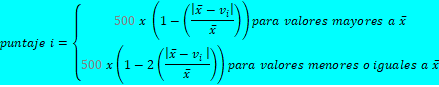 puntaje i = { 500 x (1 − (|x̄ − vᵢ| / x̄)) para valores mayores a x̄
500 x (1 − 2 (|x̄ − vᵢ| / x̄)) para valores menores o iguales a x̄